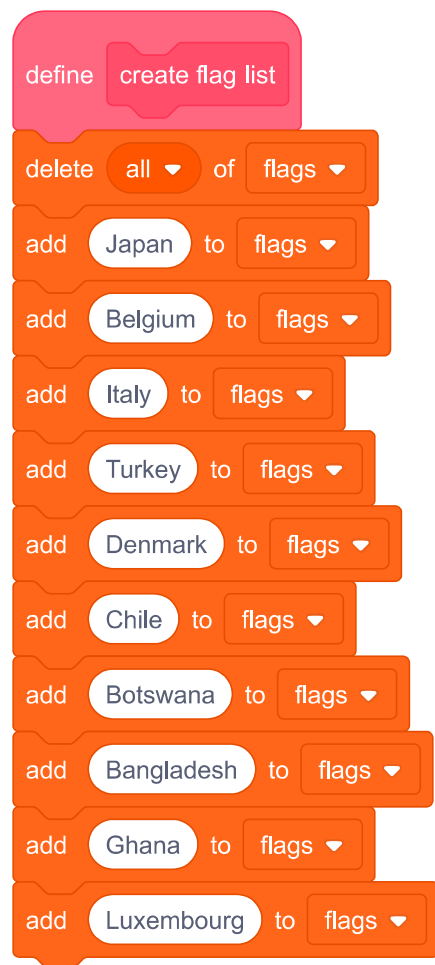 define create flag list
delete all of flags
add Japan to flags
add Belgium to flags
add Italy to flags
add Turkey to flags
add Denmark to flags
add Chile to flags
add Botswana to flags
add Bangladesh to flags
add Ghana to flags
add Luxembourg to flags